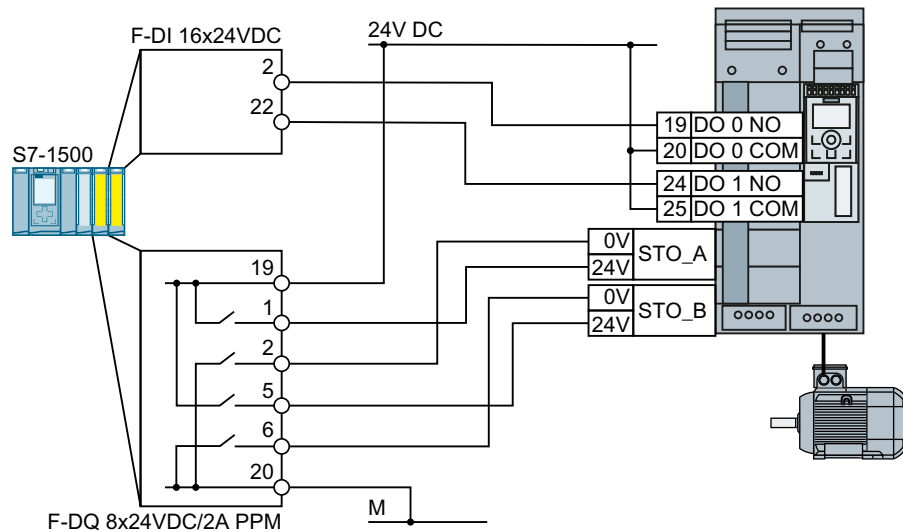 F-DI 16x24VDC
24V DC
2
22
S7-1500
19 DO 0 NO
20 DO 0 COM
24 DO 1 NO
25 DO 1 COM
0V
24V
STO_A
0V
24V
STO_B
19
1
2
5
6
20
M
F-DQ 8x24VDC/2A PPM